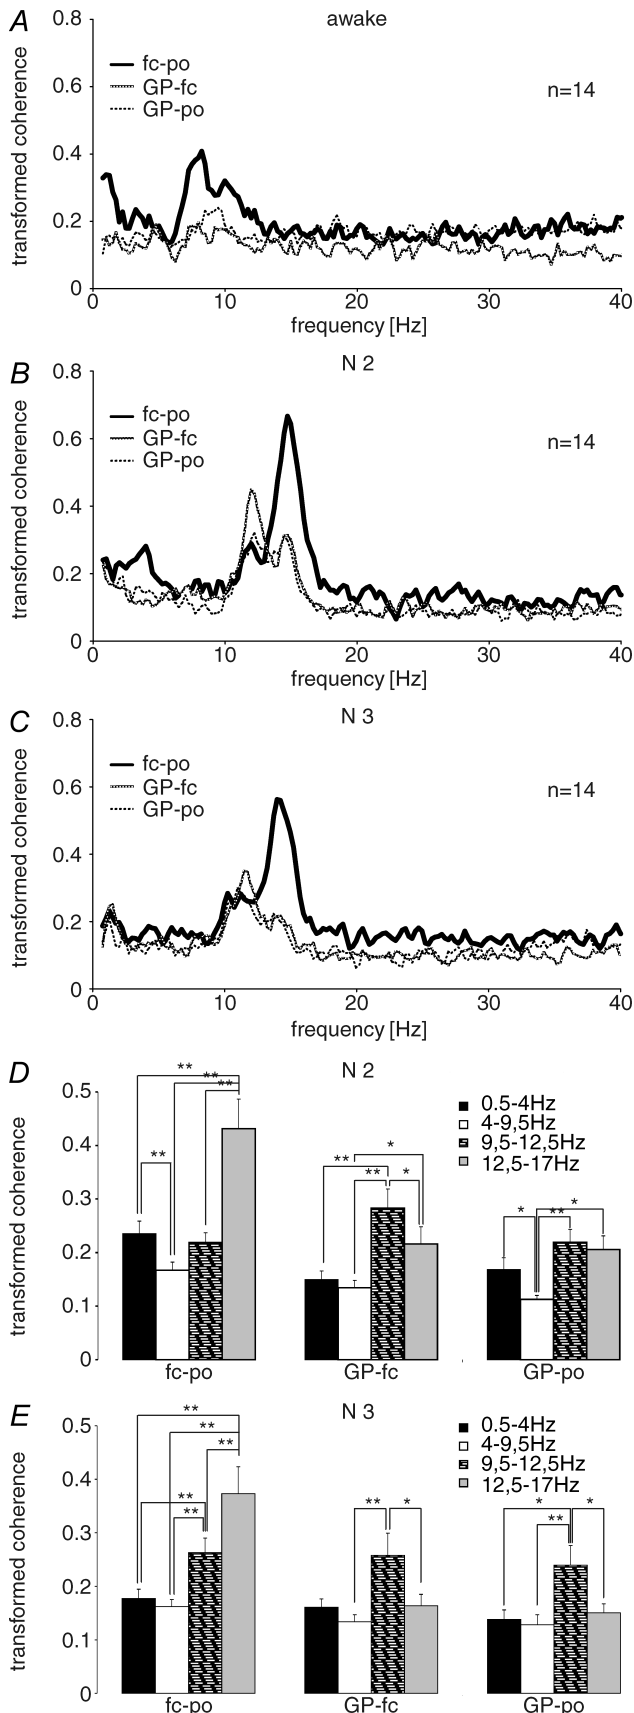 A
awake
transformed coherence
0.8
0.6
0.4
0.2
0
fc-po
GP-fc
GP-po
n=14
0 10 20 30 40
frequency [Hz]
B
N 2
transformed coherence
0.8
0.6
0.4
0.2
0
fc-po
GP-fc
GP-po
n=14
0 10 20 30 40
frequency [Hz]
C
N 3
transformed coherence
0.8
0.6
0.4
0.2
0
fc-po
GP-fc
GP-po
n=14
0 10 20 30 40
frequency [Hz]
D
N 2
transformed coherence
0.5
0.4
0.3
0.2
0.1
0
** ** **
**
*
** ** *
* ** *
0.5-4Hz
4-9,5Hz
9,5-12,5Hz
12,5-17Hz
fc-po GP-fc GP-po
E
N 3
transformed coherence
0.5
0.4
0.3
0.2
0.1
0
**
**
**
**
**
** *
* *
**
0.5-4Hz
4-9,5Hz
9,5-12,5Hz
12,5-17Hz
fc-po GP-fc GP-po